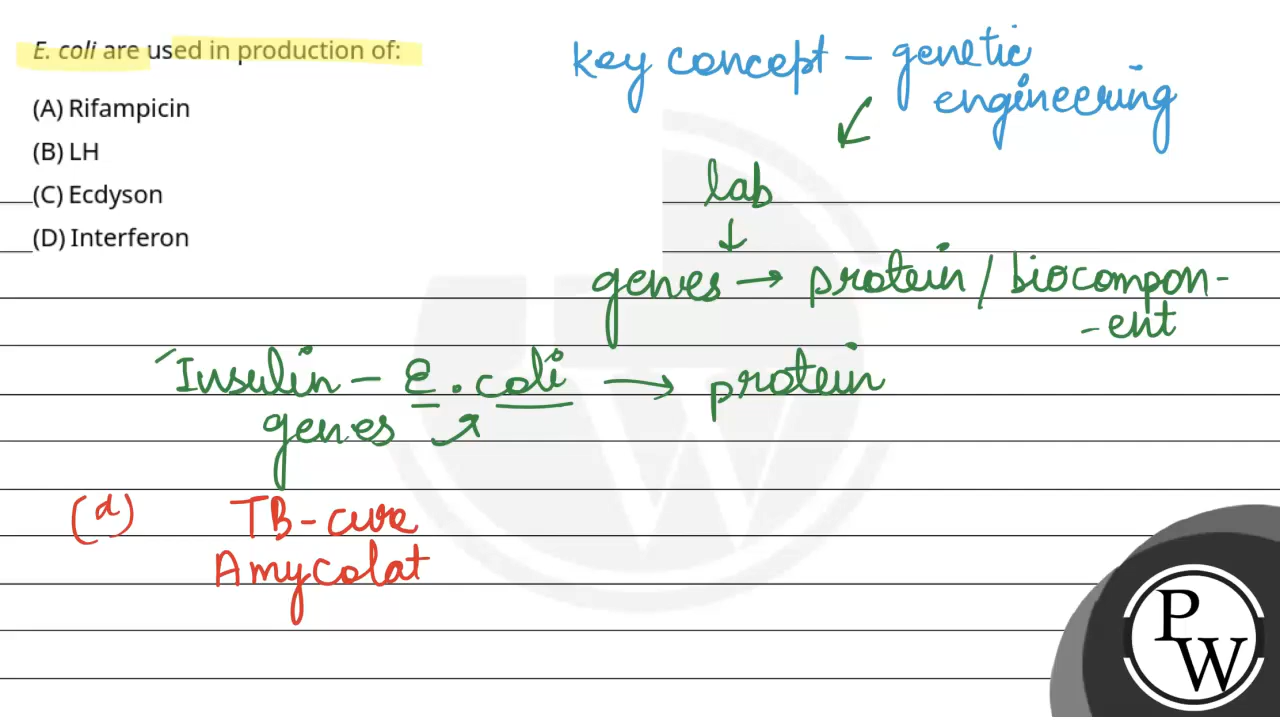 E. coli are used in production of:
(A) Rifampicin
(B) LH
(C) Ecdyson
(D) Interferon
key concept – genetic
engineering
lab
genes → protein / biocompon-
-ent
Insulin – E. coli → protein
genes
(d) TB-cure
Amycolat
PW